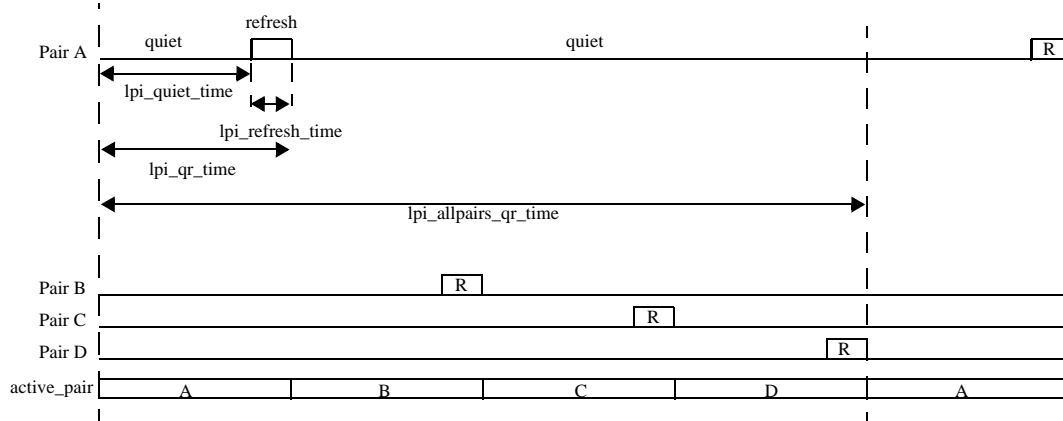 refresh
quiet quiet
Pair A R
lpi_quiet_time
lpi_refresh_time
lpi_qr_time
lpi_allpairs_qr_time
Pair B R
Pair C R
Pair D R
active_pair A B C D A